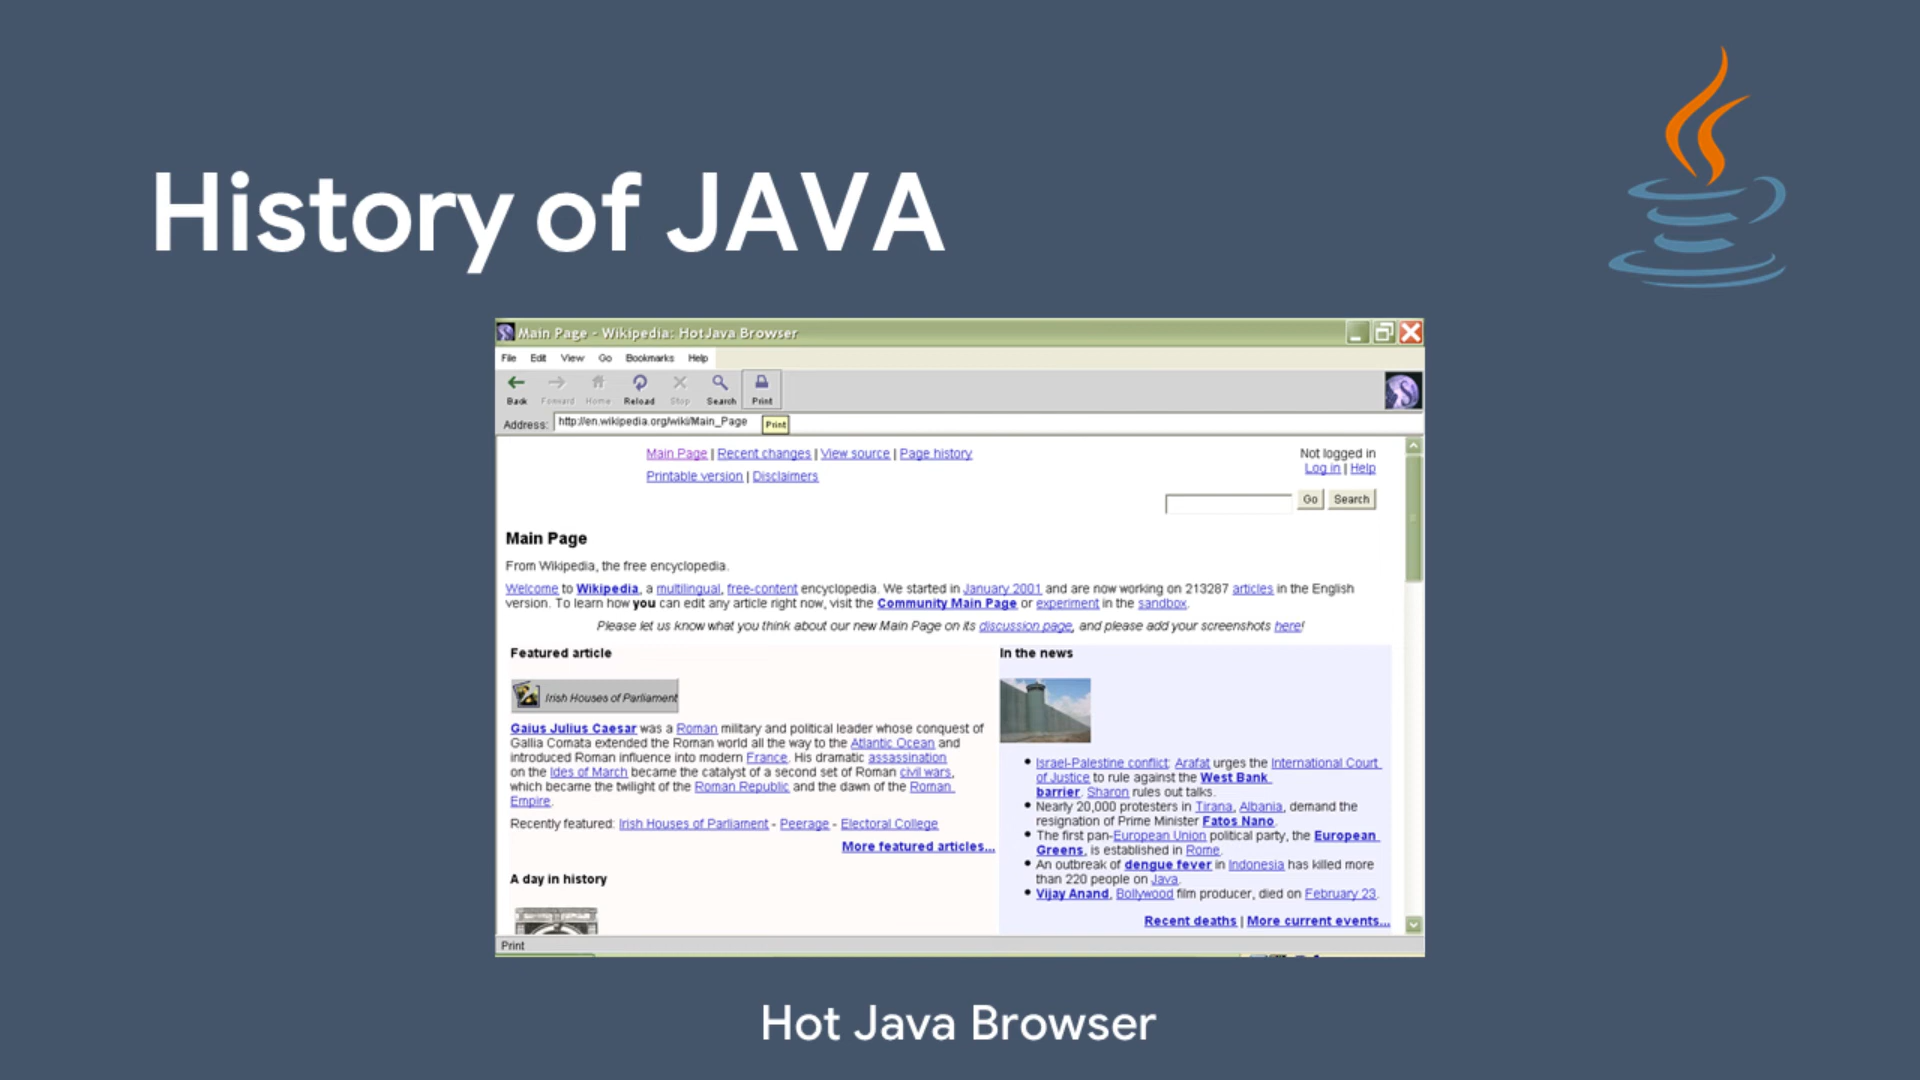 History of JAVA
Main Page - Wikipedia: HotJava Browser
File Edit View Go Bookmarks Help
Back Forward Home Reload Stop Search Print
Address: http://en.wikipedia.org/wiki/Main_Page Print
Main Page | Recent changes | View source | Page history
Printable version | Disclaimers
Not logged in
Log in | Help
Go Search
Main Page
From Wikipedia, the free encyclopedia.
Welcome to Wikipedia, a multilingual, free-content encyclopedia. We started in January 2001 and are now working on 213287 articles in the English
version. To learn how you can edit any article right now, visit the Community Main Page or experiment in the sandbox.
Please let us know what you think about our new Main Page on its discussion page, and please add your screenshots here!
Featured article
Irish Houses of Parliament
Gaius Julius Caesar was a Roman military and political leader whose conquest of
Gallia Comata extended the Roman world all the way to the Atlantic Ocean and
introduced Roman influence into modern France. His dramatic assassination
on the Ides of March became the catalyst of a second set of Roman civil wars,
which became the twilight of the Roman Republic and the dawn of the Roman
Empire.
Recently featured: Irish Houses of Parliament - Peerage - Electoral College
More featured articles...
A day in history
In the news
Israel-Palestine conflict: Arafat urges the International Court
of Justice to rule against the West Bank
barrier. Sharon rules out talks.
Nearly 20,000 protesters in Tirana, Albania, demand the
resignation of Prime Minister Fatos Nano.
The first pan-European Union political party, the European
Greens, is established in Rome.
An outbreak of dengue fever in Indonesia has killed more
than 220 people on Java.
Vijay Anand, Bollywood film producer, died on February 23.
Recent deaths | More current events...
Print
Hot Java Browser